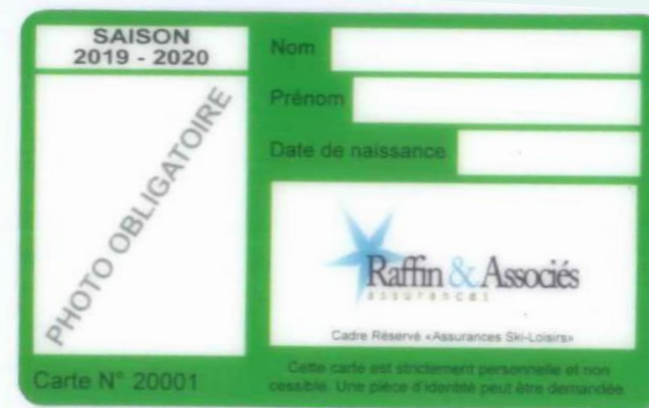 SAISON
2019 - 2020
PHOTO OBLIGATOIRE
Carte N° 20001
Nom
Prénom
Date de naissance
Raffin & Associés
assurances
Cadre Réservé «Assurances Ski-Loisirs»
Cette carte est strictement personnelle et non
cessible. Une pièce d'identité peut être demandée.